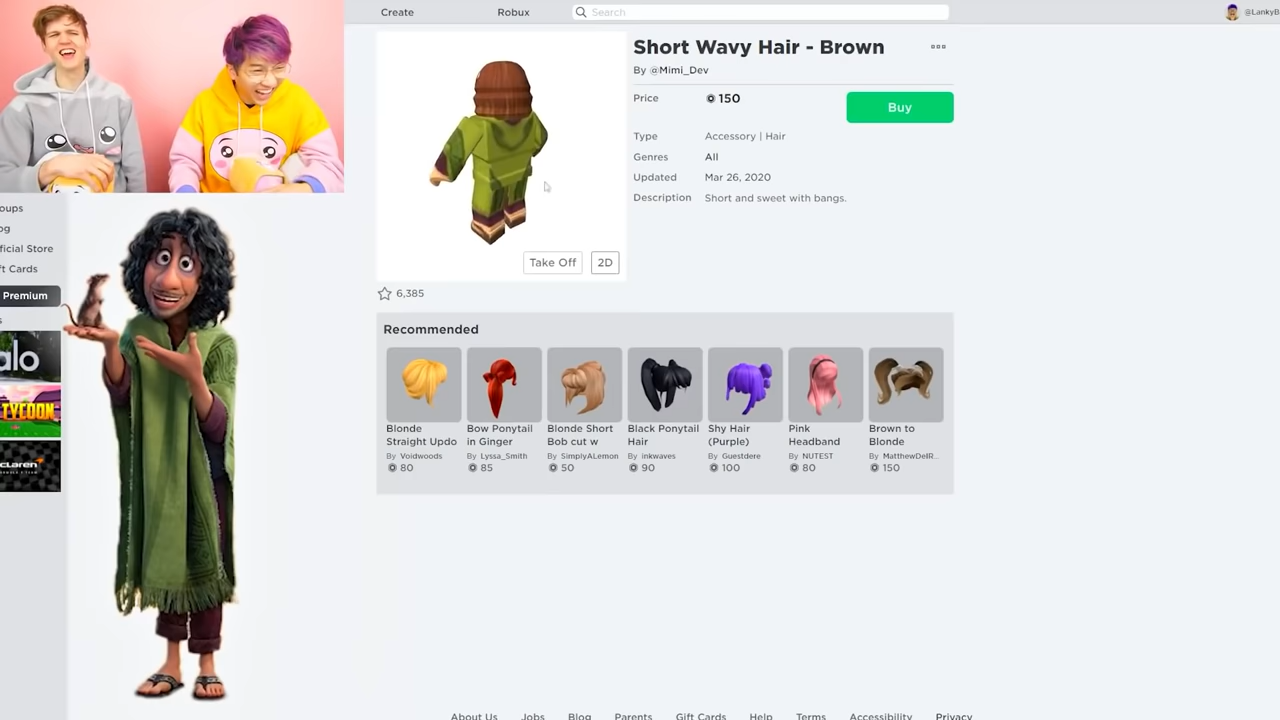 Create
Robux
Search
@LankyB
Short Wavy Hair - Brown
By @Mimi_Dev
Price
150
Buy
Type
Accessory | Hair
Genres
All
Updated
Mar 26, 2020
Description
Short and sweet with bangs.
Take Off
2D
6,385
oups
og
ficial Store
ft Cards
Premium
s
alo
TYCOON
claren
Recommended
Blonde
Straight Updo
By Voidwoods
80
Bow Ponytail
in Ginger
By Lyssa_Smith
85
Blonde Short
Bob cut w
By SimplyALemon
50
Black Ponytail
Hair
By inkwaves
90
Shy Hair
(Purple)
By Guestdere
100
Pink
Headband
By NUTEST
80
Brown to
Blonde
By MatthewDelR...
150
About Us
Jobs
Blog
Parents
Gift Cards
Help
Terms
Accessibility
Privacy